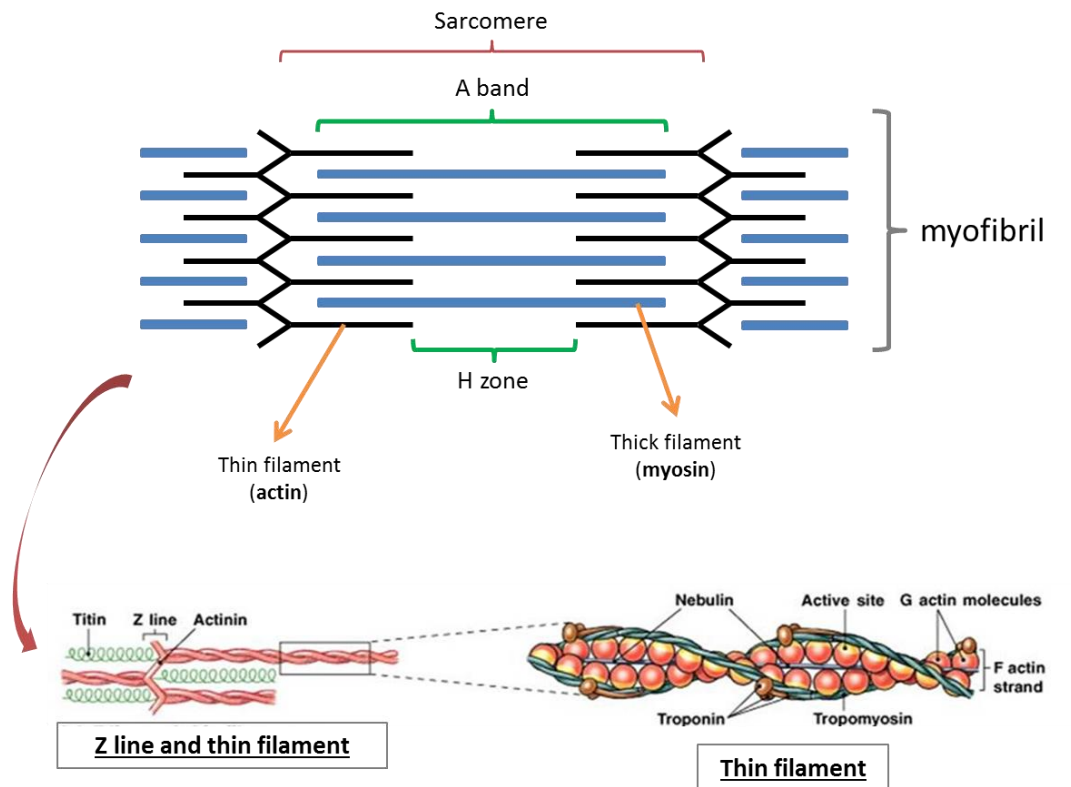 Sarcomere
A band
myofibril
H zone
Thin filament
(actin)
Thick filament
(myosin)
Titin
Z line
Actinin
Nebulin
Active site
G actin molecules
F actin
strand
Troponin
Tropomyosin
Z line and thin filament
Thin filament